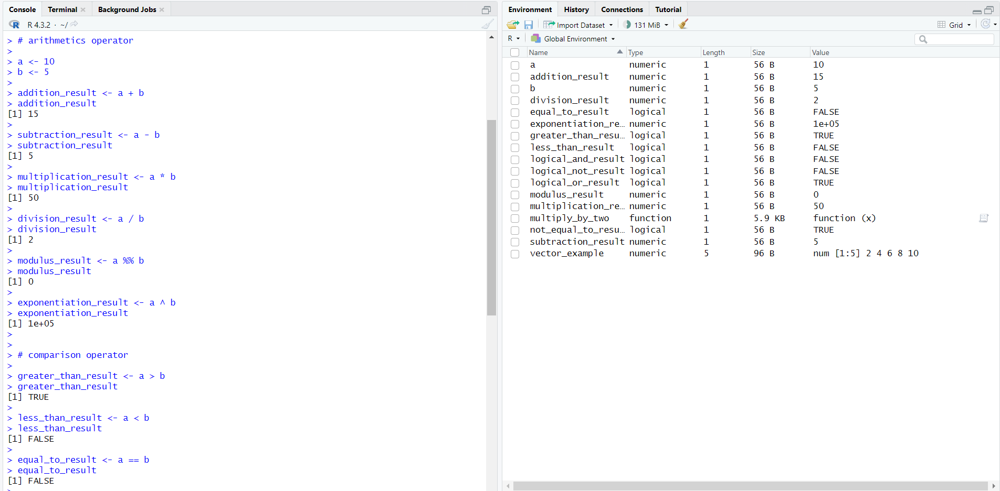 Console Terminal Background Jobs
R 4.3.2 · ~/
> # arithmetics operator
>
> a <- 10
> b <- 5
>
> addition_result <- a + b
> addition_result
[1] 15
>
> subtraction_result <- a - b
> subtraction_result
[1] 5
>
> multiplication_result <- a * b
> multiplication_result
[1] 50
>
> division_result <- a / b
> division_result
[1] 2
>
> modulus_result <- a %% b
> modulus_result
[1] 0
>
> exponentiation_result <- a ^ b
> exponentiation_result
[1] 1e+05
>
>
> # comparison operator
>
> greater_than_result <- a > b
> greater_than_result
[1] TRUE
>
> less_than_result <- a < b
> less_than_result
[1] FALSE
>
> equal_to_result <- a == b
> equal_to_result
[1] FALSE
>
Environment History Connections Tutorial
Import Dataset 131 MiB Grid
R Global Environment
Name Type Length Size Value
a numeric 1 56 B 10
addition_result numeric 1 56 B 15
b numeric 1 56 B 5
division_result numeric 1 56 B 2
equal_to_result logical 1 56 B FALSE
exponentiation_re… numeric 1 56 B 1e+05
greater_than_resu… logical 1 56 B TRUE
less_than_result logical 1 56 B FALSE
logical_and_result logical 1 56 B FALSE
logical_not_result logical 1 56 B FALSE
logical_or_result logical 1 56 B TRUE
modulus_result numeric 1 56 B 0
multiplication_re… numeric 1 56 B 50
multiply_by_two function 1 5.9 KB function (x)
not_equal_to_resu… logical 1 56 B TRUE
subtraction_result numeric 1 56 B 5
vector_example numeric 5 96 B num [1:5] 2 4 6 8 10